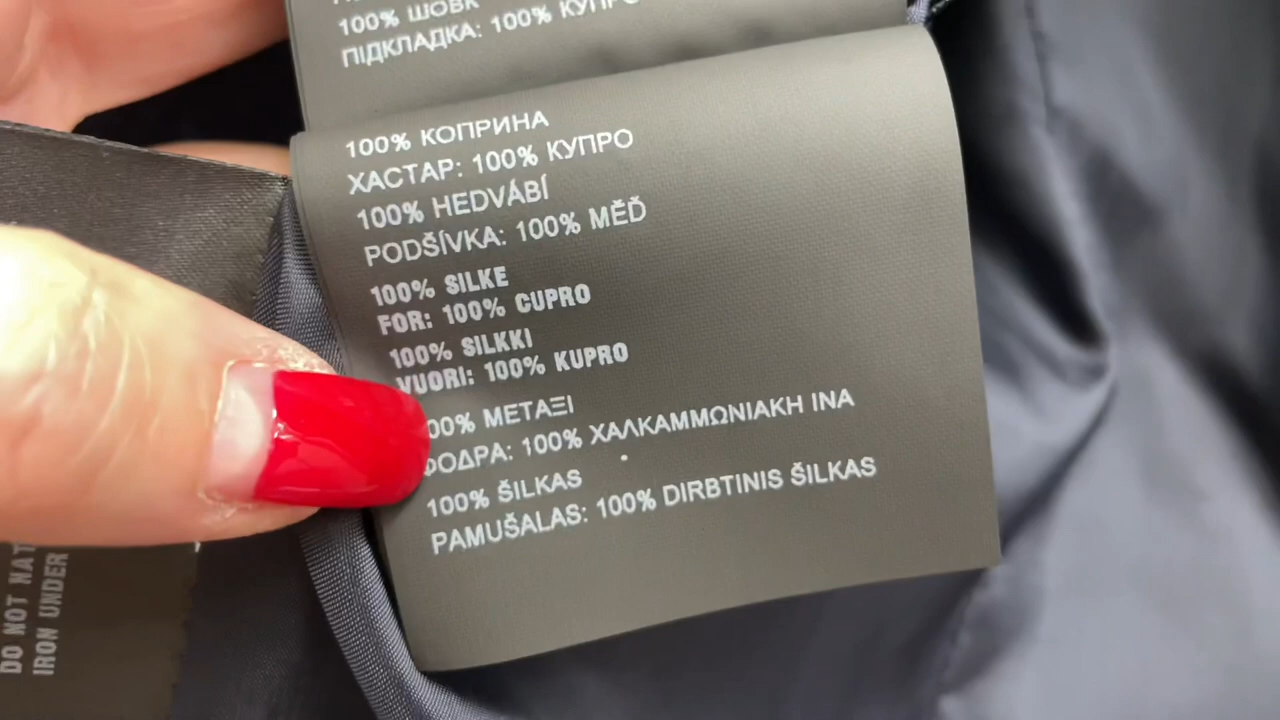 100% ШОВК
ПІДКЛАДКА: 100% КУПРО
100% КОПРИНА
ХАСТАР: 100% КУПРО
100% HEDVÁBÍ
PODŠÍVKA: 100% MĚĎ
100% SILKE
FOR: 100% CUPRO
100% SILKKI
VUORI: 100% KUPRO
00% ΜΕΤΑΞΙ
ΦΟΔΡΑ: 100% ΧΑΛΚΑΜΜΩΝΙΑΚΗ ΙΝΑ
100% ŠILKAS
PAMUŠALAS: 100% DIRBTINIS ŠILKAS
DO NOT
IRON UNDER